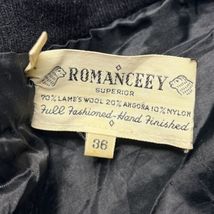 ROMANCEEY
SUPERIOR
70% LAMB'S WOOL 20% ANGORA 10% NYLON
Full Fashioned-Hand Finished
36